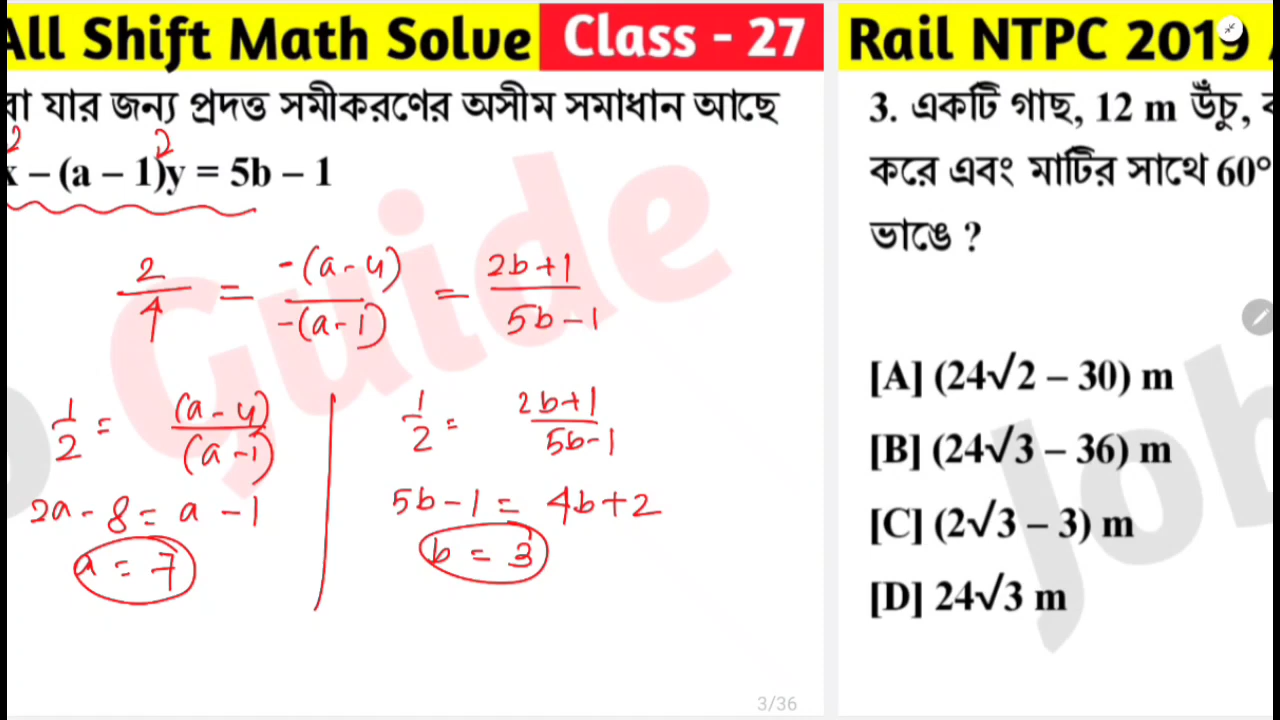 All Shift Math Solve Class - 27
যার জন্য প্রদত্ত সমীকরণের অসীম সমাধান আছে
2 2
x – (a – 1)y = 5b – 1
2/4 = -(a-4)/-(a-1) = 2b+1/5b-1
1/2 = (a-4)/(a-1)
2a - 8 = a - 1
a = 7
1/2 = 2b+1/5b-1
5b - 1 = 4b + 2
b = 3
3/36
Rail NTPC 2019
3. একটি গাছ, 12 m উঁচু,
করে এবং মাটির সাথে 60°
ভাঙে ?
[A] (24√2 – 30) m
[B] (24√3 – 36) m
[C] (2√3 – 3) m
[D] 24√3 m
Guide
Job